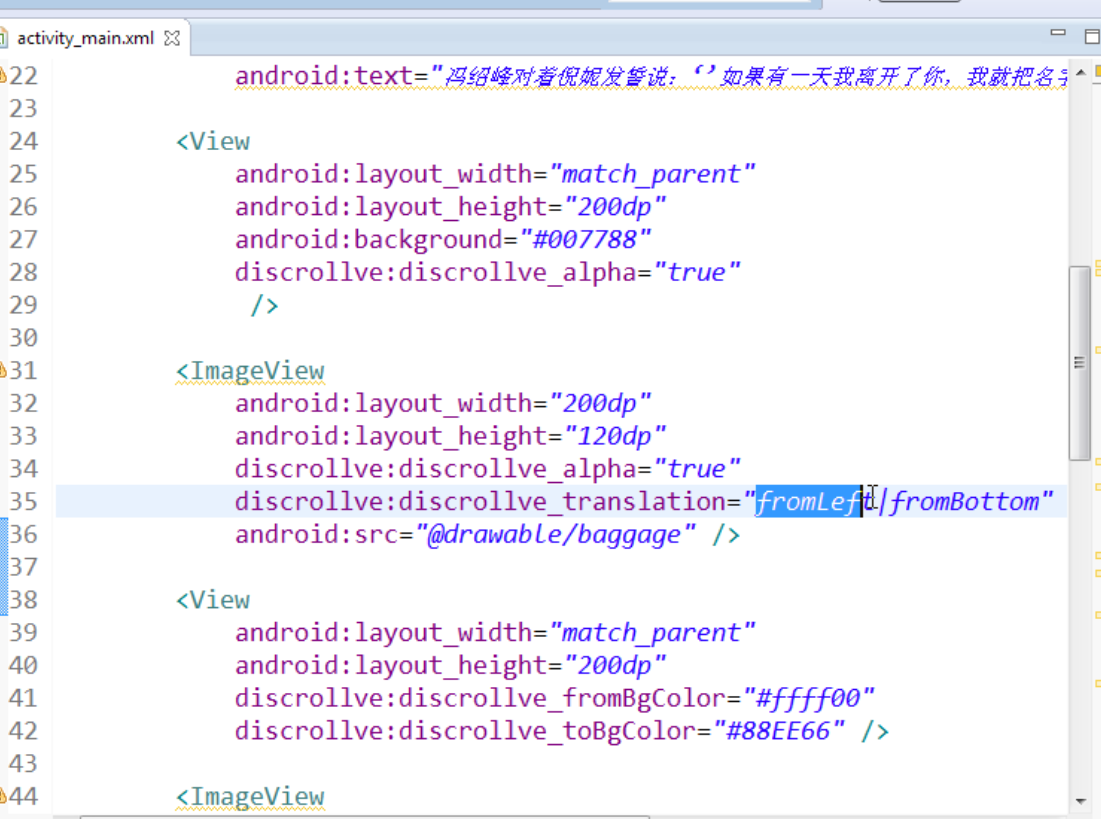 activity_main.xml
22 android:text="冯绍峰对着倪妮发誓说：‘’如果有一天我离开了你，我就把名字
23
24 <View
25 android:layout_width="match_parent"
26 android:layout_height="200dp"
27 android:background="#007788"
28 discrollve:discrollve_alpha="true"
29 />
30
31 <ImageView
32 android:layout_width="200dp"
33 android:layout_height="120dp"
34 discrollve:discrollve_alpha="true"
35 discrollve:discrollve_translation="fromLeft|fromBottom"
36 android:src="@drawable/baggage" />
37
38 <View
39 android:layout_width="match_parent"
40 android:layout_height="200dp"
41 discrollve:discrollve_fromBgColor="#ffff00"
42 discrollve:discrollve_toBgColor="#88EE66" />
43
44 <ImageView